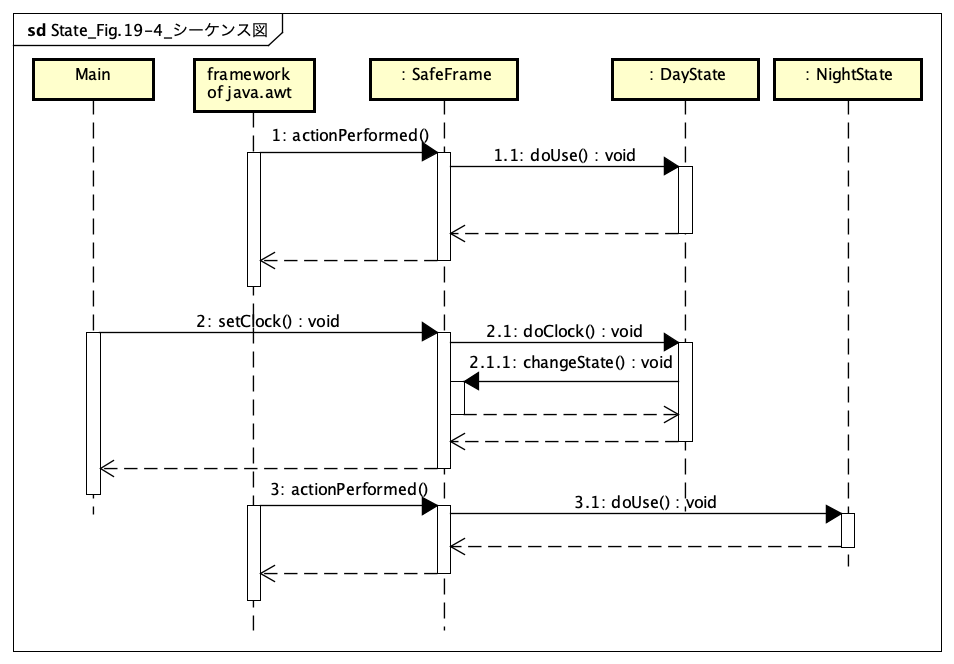 sd State_Fig.19-4_シーケンス図
Main
framework
of java.awt
: SafeFrame
: DayState
: NightState
1: actionPerformed()
1.1: doUse() : void
2: setClock() : void
2.1: doClock() : void
2.1.1: changeState() : void
3: actionPerformed()
3.1: doUse() : void